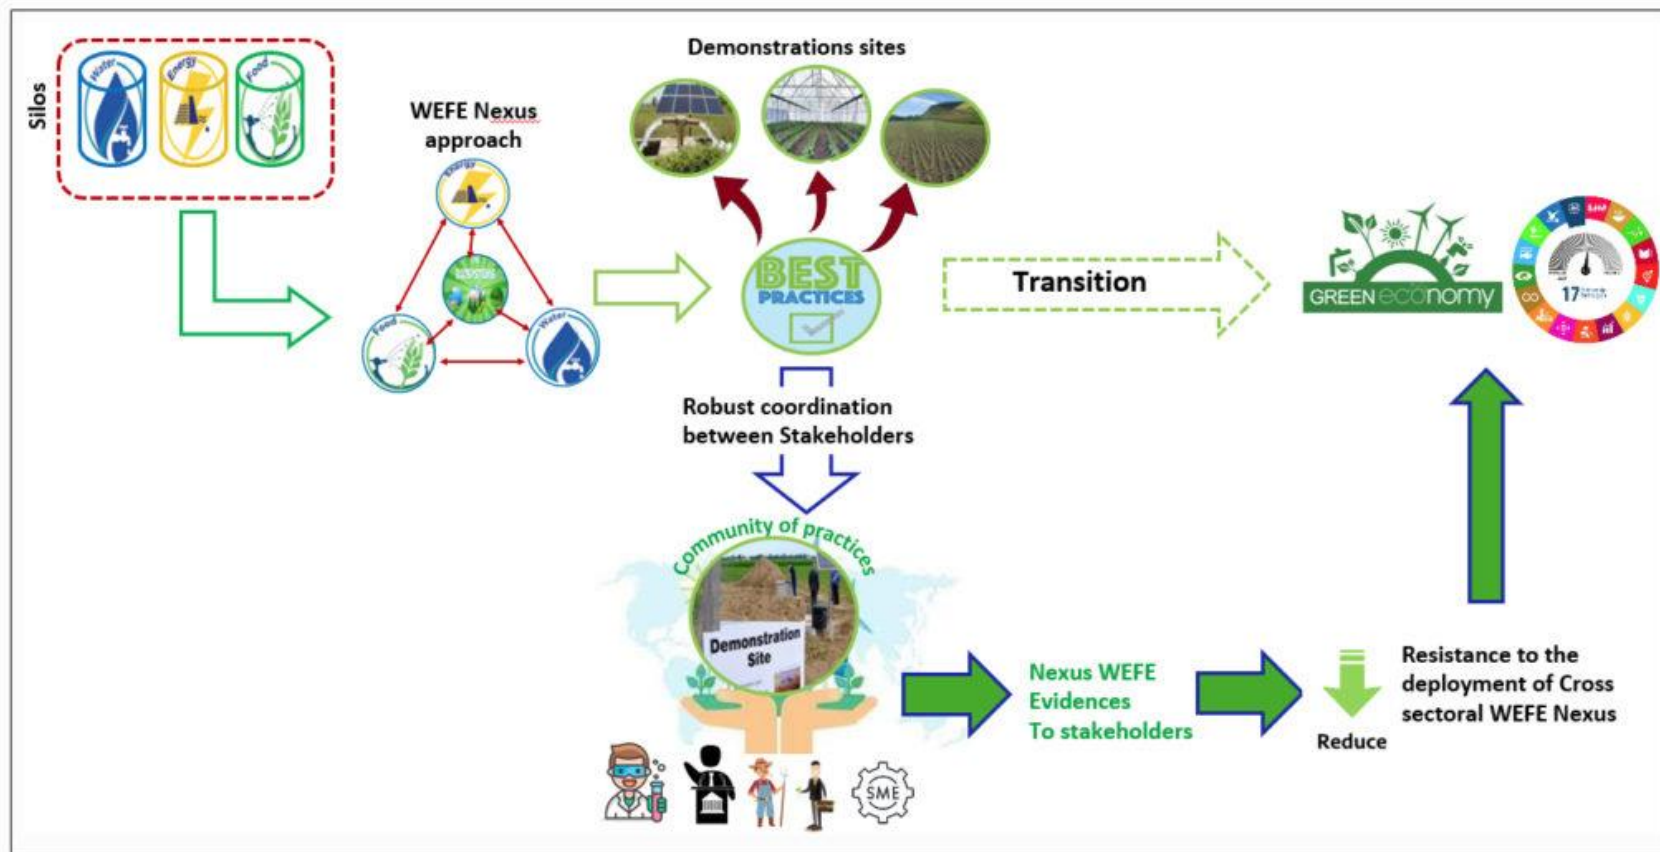 Silos
Water
Energy
Food
WEFE Nexus
approach
Energy
Food
Water
Demonstrations sites
BEST
PRACTICES
Transition
GREEN economy
17
Robust coordination
between Stakeholders
Community of practices
Demonstration
Site
Nexus WEFE
Evidences
To stakeholders
Reduce
Resistance to the
deployment of Cross
sectoral WEFE Nexus
SME